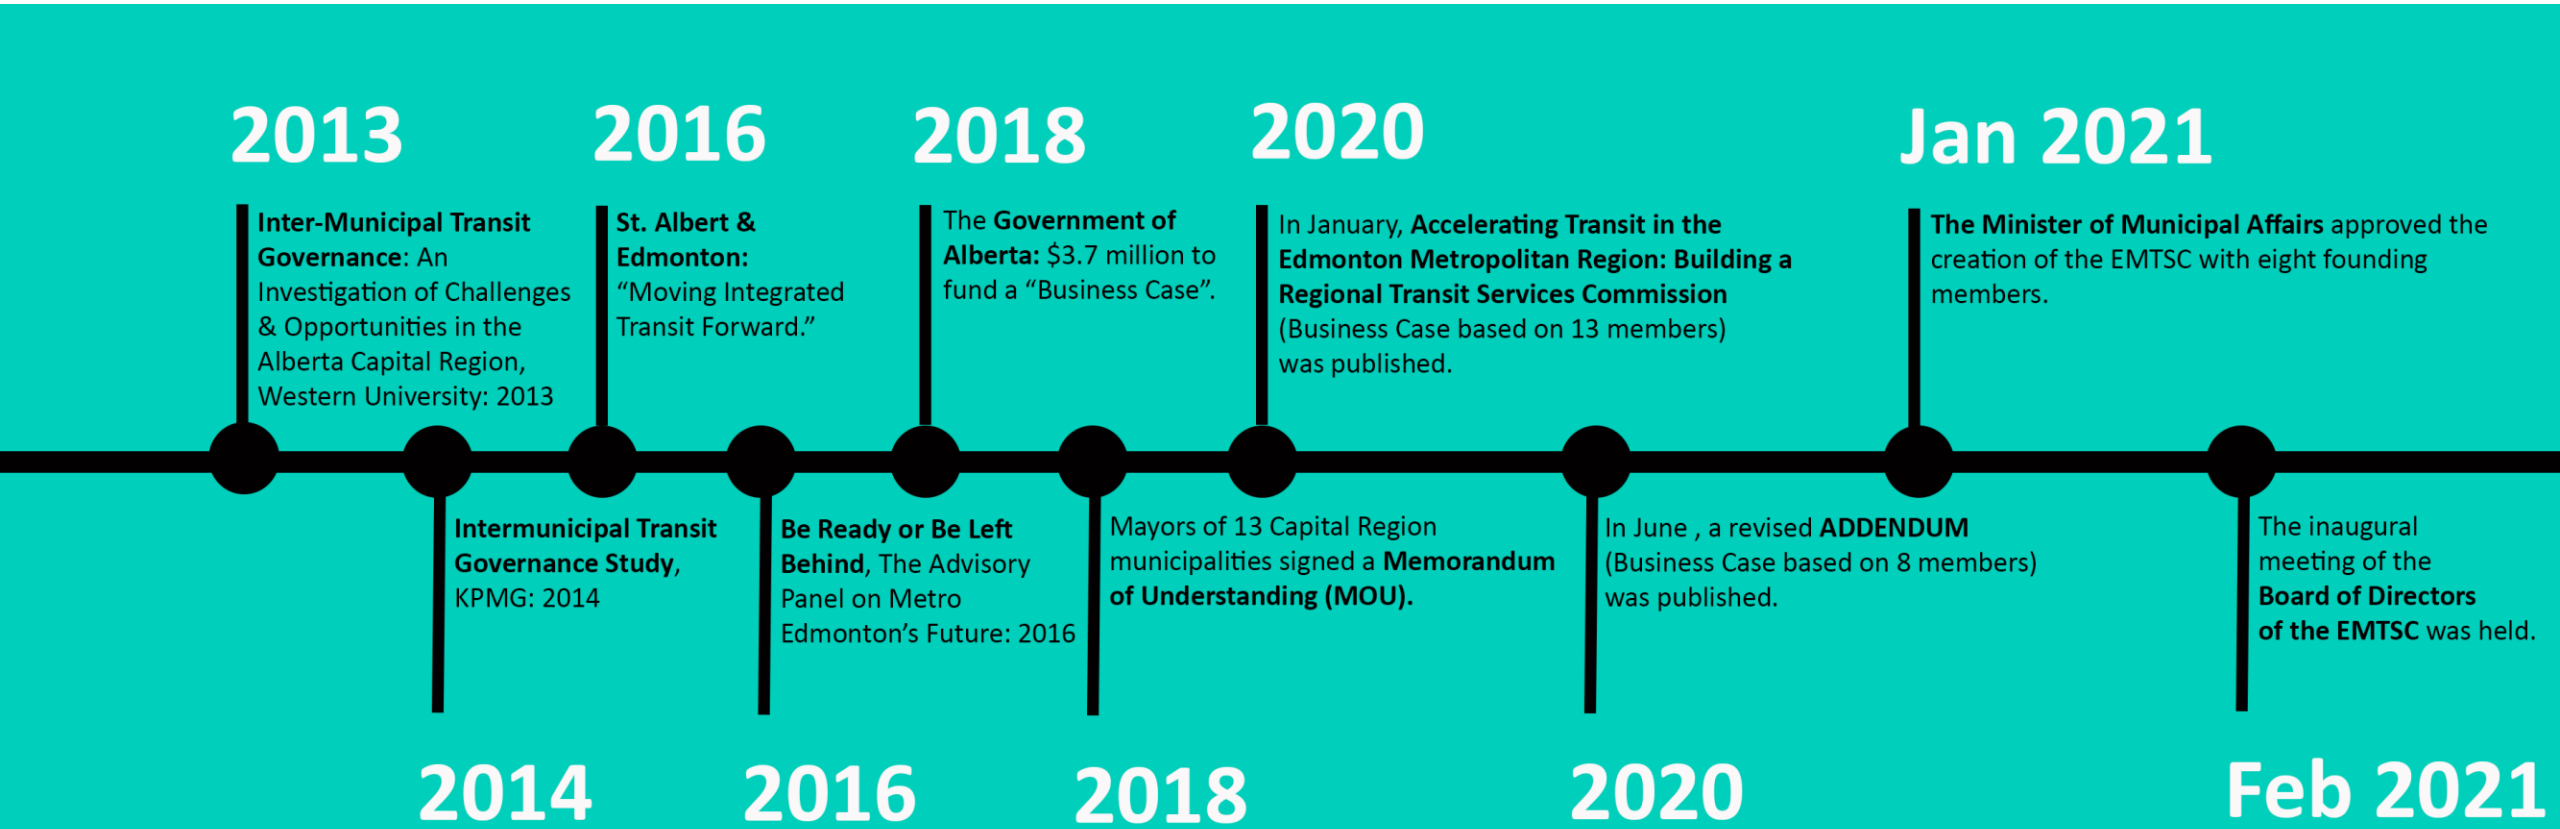 2013
Inter-Municipal Transit
Governance: An
Investigation of Challenges
& Opportunities in the
Alberta Capital Region,
Western University: 2013
Intermunicipal Transit
Governance Study,
KPMG: 2014
2014
2016
St. Albert &
Edmonton:
“Moving Integrated
Transit Forward.”
Be Ready or Be Left
Behind, The Advisory
Panel on Metro
Edmonton’s Future: 2016
2016
2018
The Government of
Alberta: $3.7 million to
fund a “Business Case”.
Mayors of 13 Capital Region
municipalities signed a Memorandum
of Understanding (MOU).
2018
2020
In January, Accelerating Transit in the
Edmonton Metropolitan Region: Building a
Regional Transit Services Commission
(Business Case based on 13 members)
was published.
In June , a revised ADDENDUM
(Business Case based on 8 members)
was published.
2020
Jan 2021
The Minister of Municipal Affairs approved the
creation of the EMTSC with eight founding
members.
The inaugural
meeting of the
Board of Directors
of the EMTSC was held.
Feb 2021